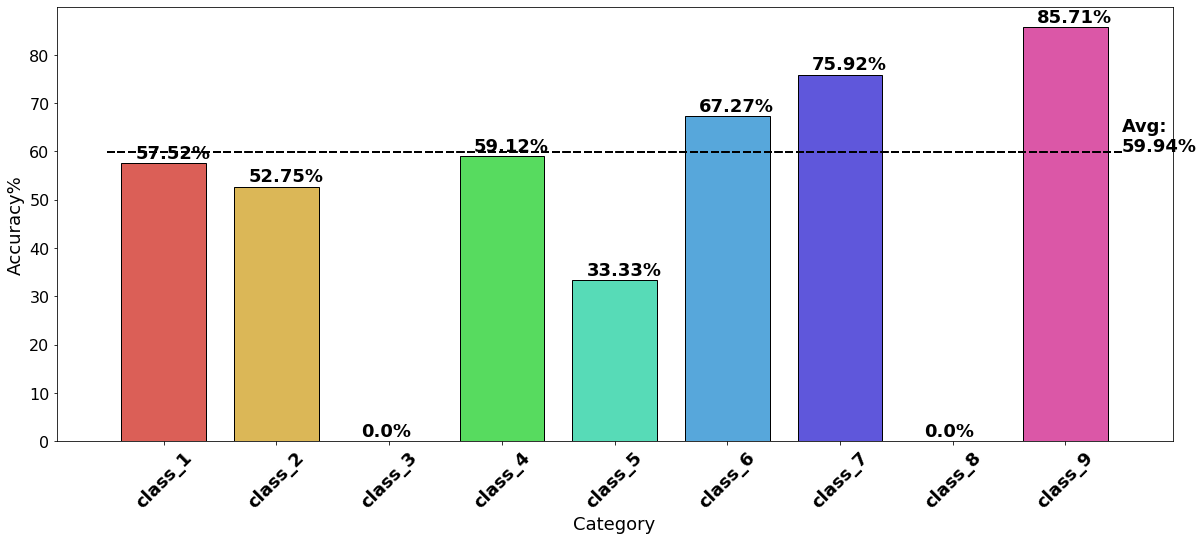 85.71%
80
75.92%
70
67.27%
Avg:
59.94%
60
57.52%
59.12%
52.75%
50
40
33.33%
30
20
10
0
0.0%
0.0%
Accuracy%
class_1
class_2
class_3
class_4
class_5
class_6
class_7
class_8
class_9
Category